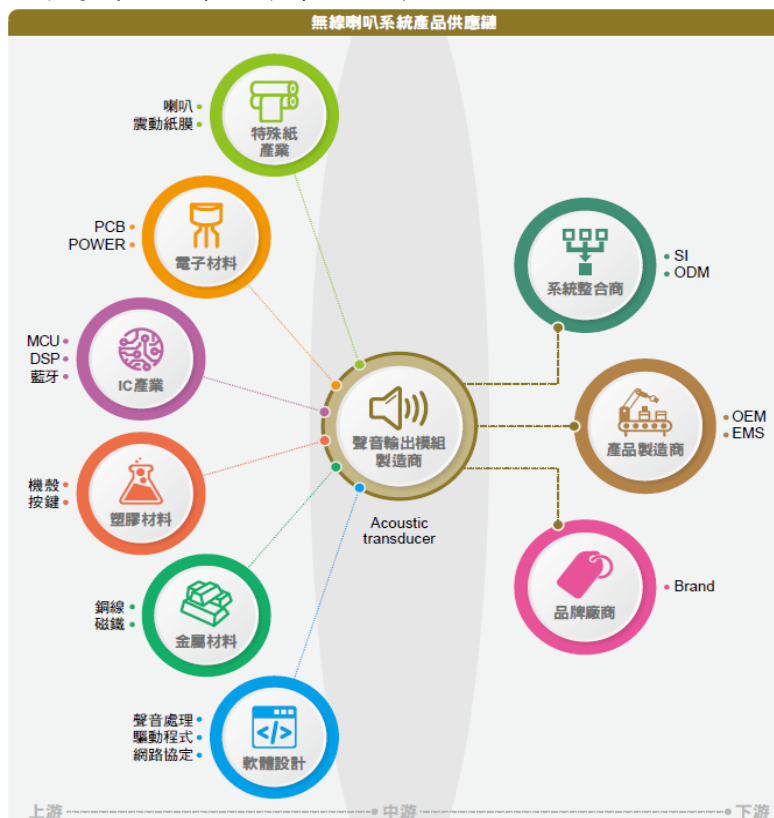 無線喇叭系統產品供應鏈
喇叭
震動紙膜
特殊紙
產業
PCB
POWER
電子材料
MCU
DSP
藍牙
IC產業
機殼
按鍵
塑膠材料
銅線
磁鐵
金屬材料
聲音處理
驅動程式
網路協定
軟體設計
聲音輸出模組
製造商
Acoustic
transducer
系統整合商
SI
ODM
產品製造商
OEM
EMS
品牌廠商
Brand
上游
中游
下游